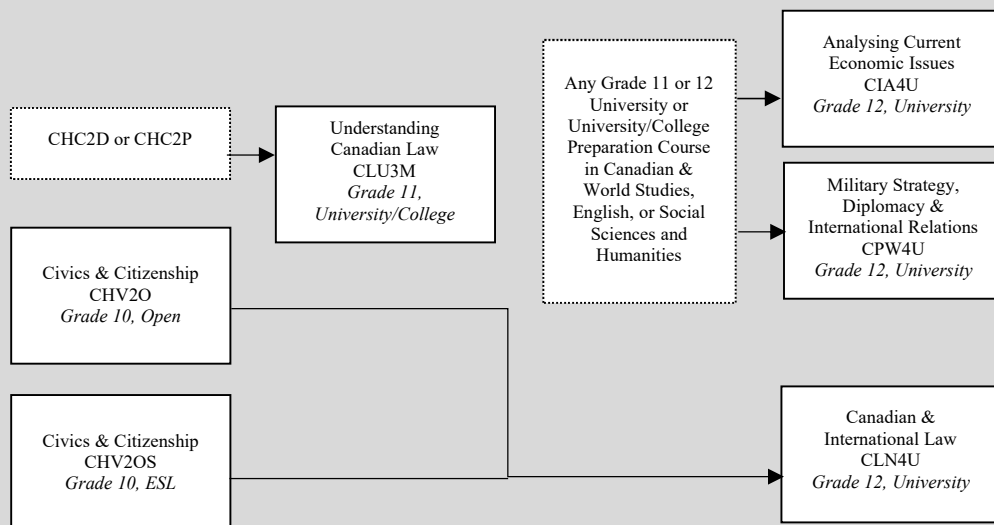 CHC2D or CHC2P
Understanding
Canadian Law
CLU3M
Grade 11,
University/College
Any Grade 11 or 12
University or
University/College
Preparation Course
in Canadian &
World Studies,
English, or Social
Sciences and
Humanities
Analysing Current
Economic Issues
CIA4U
Grade 12, University
Military Strategy,
Diplomacy &
International Relations
CPW4U
Grade 12, University
Civics & Citizenship
CHV2O
Grade 10, Open
Civics & Citizenship
CHV2OS
Grade 10, ESL
Canadian &
International Law
CLN4U
Grade 12, University